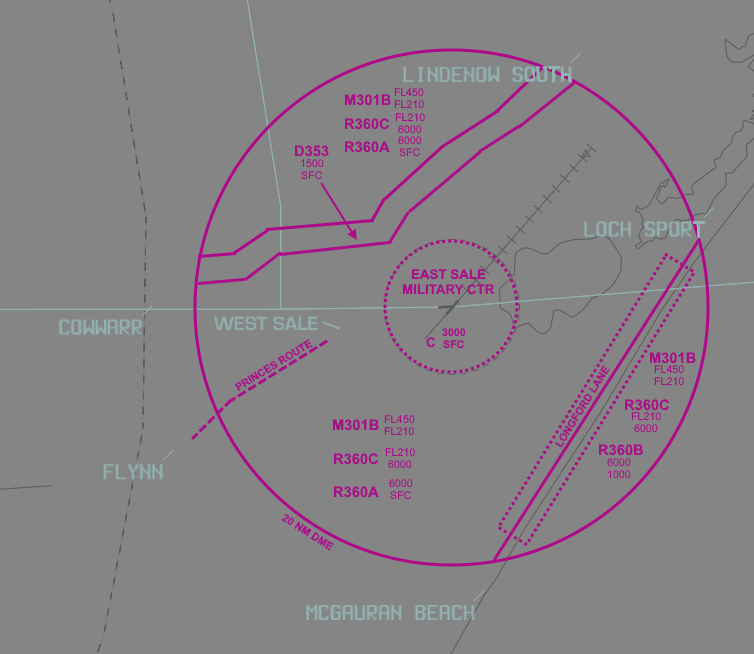 LINDENOW SOUTH
M301B FL450
FL210
R360C FL210
6000
R360A 6000
SFC
D353
1500
SFC
LOCH SPORT
EAST SALE
MILITARY CTR
C 3000
SFC
COWWARR
WEST SALE
PRINCES ROUTE
LONGFORD LANE
M301B
FL450
FL210
R360C
FL210
6000
R360B
6000
1000
M301B FL450
FL210
R360C FL210
6000
R360A 6000
SFC
FLYNN
20 NM DME
MCGAURAN BEACH